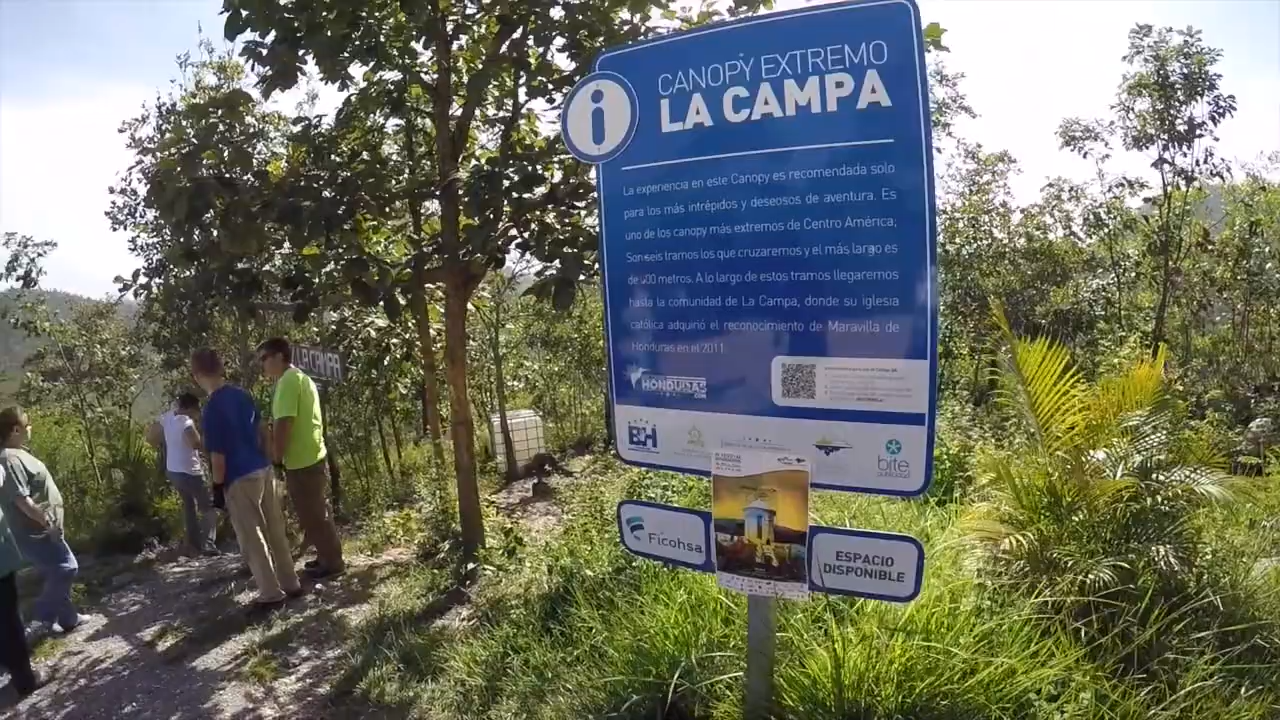 CANOPY EXTREMO
LA CAMPA
i
La experiencia en este Canopy es recomendada solo
para los más intrépidos y deseosos de aventura. Es
uno de los canopy más extremos de Centro América;
Son seis tramos los que cruzaremos y el más largo es
metros. A lo largo de estos tramos llegaremos
hasta la comunidad de La Campa, donde su iglesia
católica adquirió el reconocimiento de Maravilla de
Honduras en el 2011.
HONDURAS
.COM
BH
bite
Ficohsa
ESPACIO
DISPONIBLE
LA CAMPA